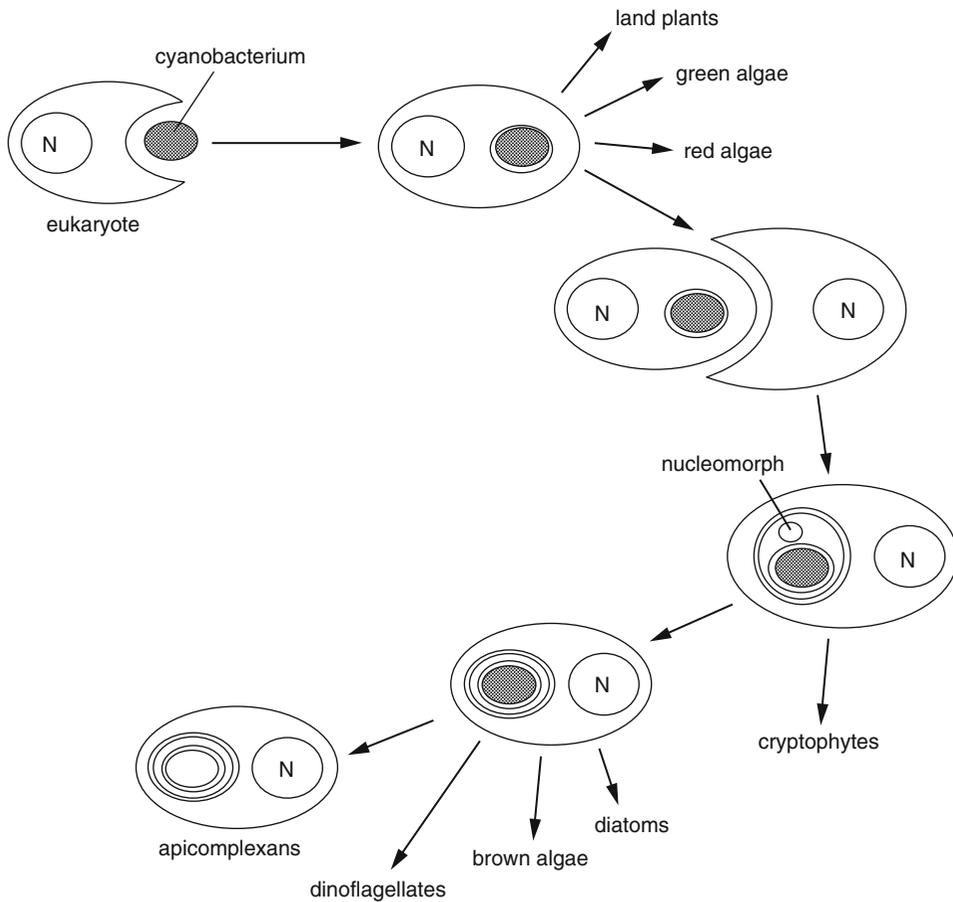 land plants
cyanobacterium
green algae
N
N
red algae
eukaryote
N
N
nucleomorph
N
N
cryptophytes
N
diatoms
apicomplexans
brown algae
dinoflagellates